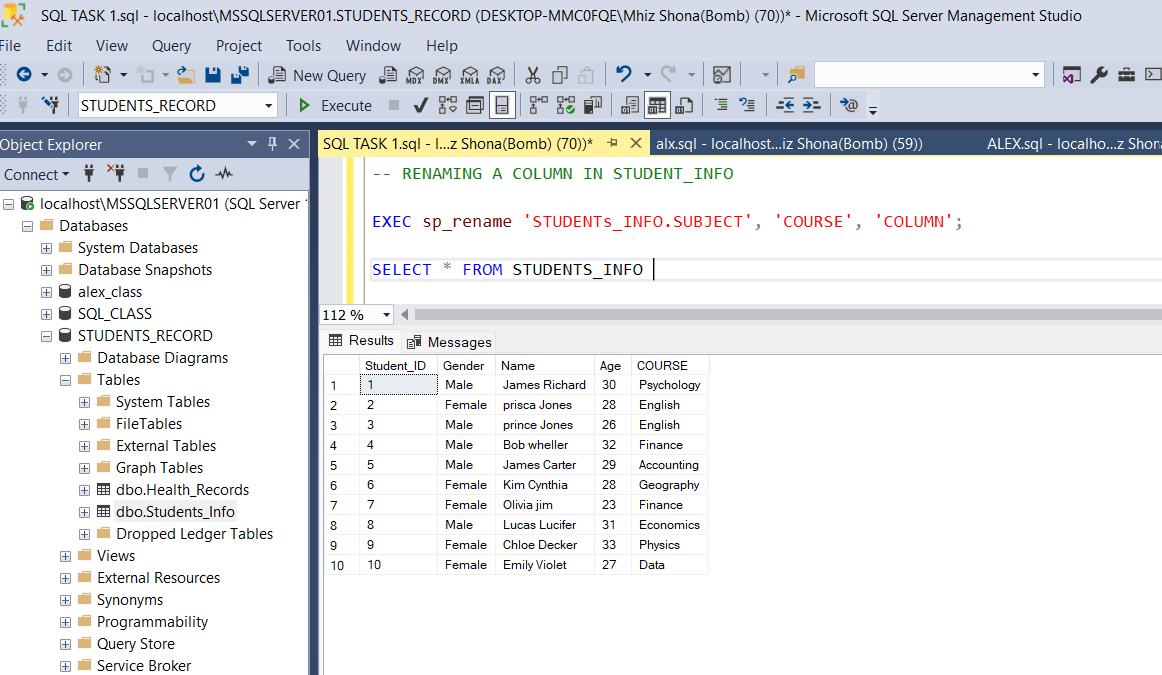 SQL TASK 1.sql - localhost\MSSQLSERVER01.STUDENTS_RECORD (DESKTOP-MMC0FQE\Mhiz Shona(Bomb) (70))* - Microsoft SQL Server Management Studio
File Edit View Query Project Tools Window Help
New Query MDX DMX XMLA DAX
STUDENTS_RECORD Execute
Object Explorer
SQL TASK 1.sql - l...z Shona(Bomb) (70))* alx.sql - localhost...iz Shona(Bomb) (59)) ALEX.sql - localho...z Shona
Connect
localhost\MSSQLSERVER01 (SQL Server
Databases
System Databases
Database Snapshots
alex_class
SQL_CLASS
STUDENTS_RECORD
Database Diagrams
Tables
System Tables
FileTables
External Tables
Graph Tables
dbo.Health_Records
dbo.Students_Info
Dropped Ledger Tables
Views
External Resources
Synonyms
Programmability
Query Store
Service Broker
-- RENAMING A COLUMN IN STUDENT_INFO
EXEC sp_rename 'STUDENTs_INFO.SUBJECT', 'COURSE', 'COLUMN';
SELECT * FROM STUDENTS_INFO
112 %
Results Messages
Student_ID Gender Name Age COURSE
1 1 Male James Richard 30 Psychology
2 2 Female prisca Jones 28 English
3 3 Male prince Jones 26 English
4 4 Male Bob wheller 32 Finance
5 5 Male James Carter 29 Accounting
6 6 Female Kim Cynthia 28 Geography
7 7 Female Olivia jim 23 Finance
8 8 Male Lucas Lucifer 31 Economics
9 9 Female Chloe Decker 33 Physics
10 10 Female Emily Violet 27 Data